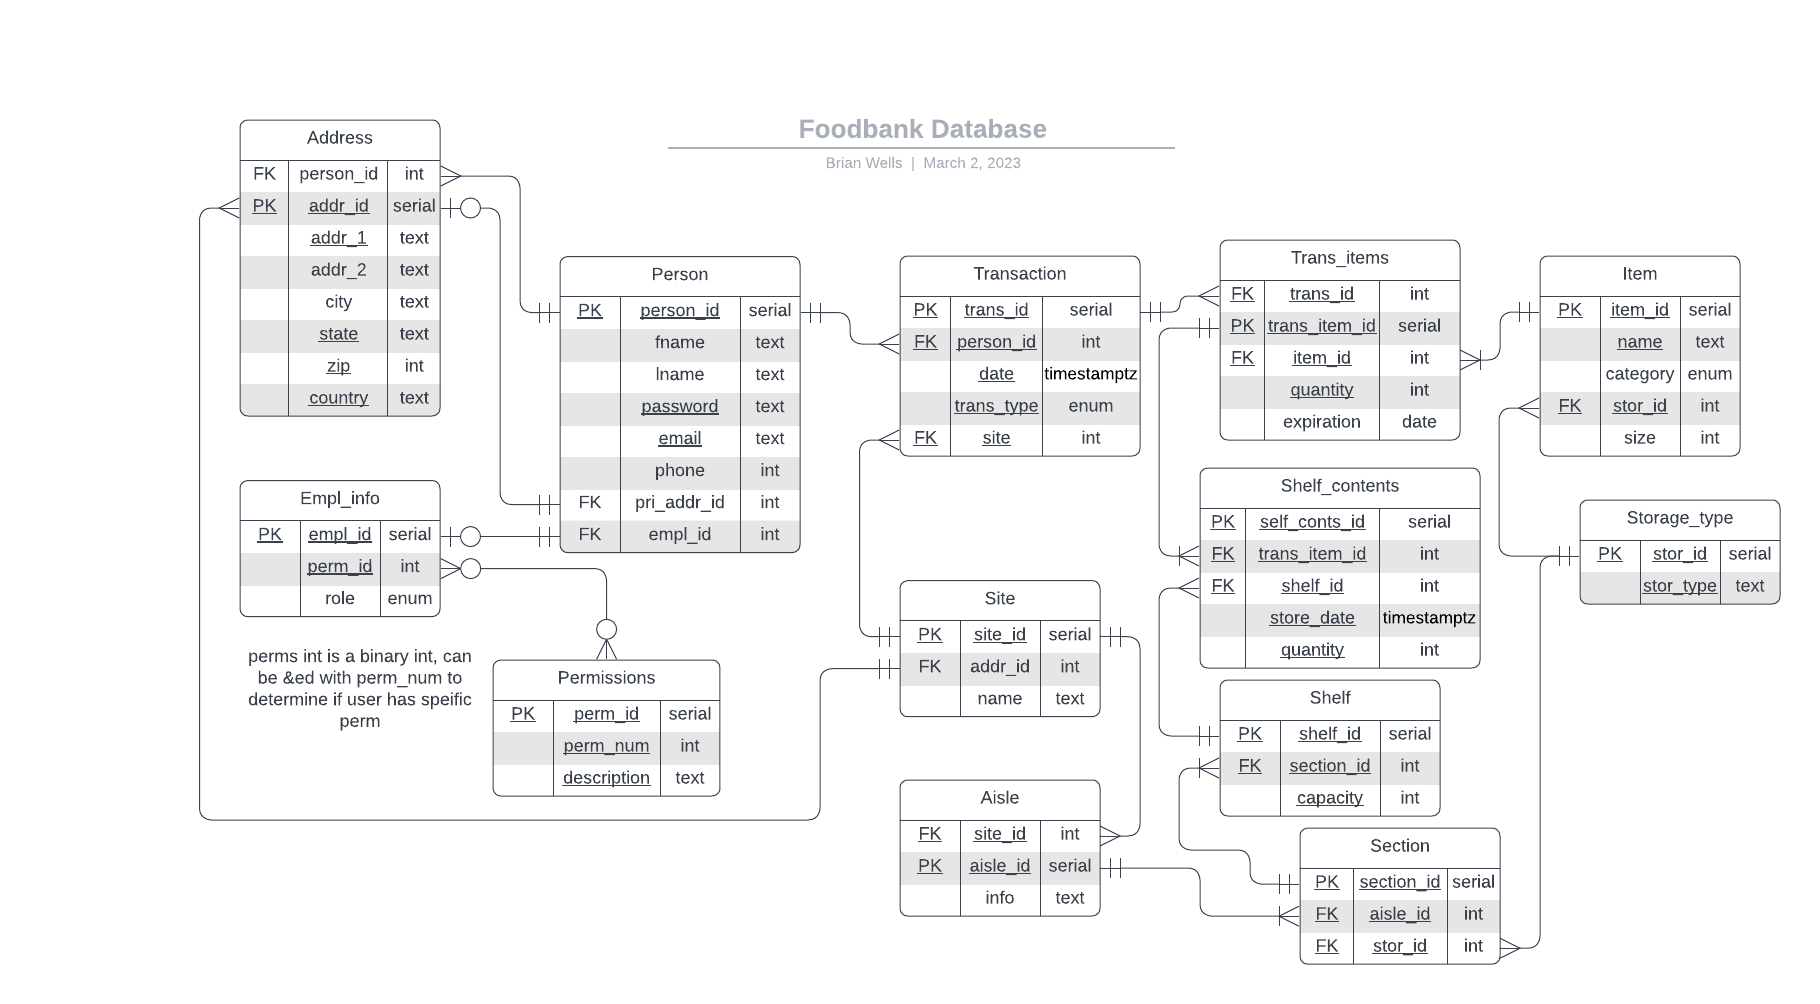 Foodbank Database
Brian Wells | March 2, 2023
Address
FK person_id int
PK addr_id serial
addr_1 text
addr_2 text
city text
state text
zip int
country text
Person
PK person_id serial
fname text
lname text
password text
email text
phone int
FK pri_addr_id int
FK empl_id int
Transaction
PK trans_id serial
FK person_id int
date timestamptz
trans_type enum
FK site int
Trans_items
FK trans_id int
PK trans_item_id serial
FK item_id int
quantity int
expiration date
Item
PK item_id serial
name text
category enum
FK stor_id int
size int
Empl_info
PK empl_id serial
perm_id int
role enum
perms int is a binary int, can
be &ed with perm_num to
determine if user has speific
perm
Permissions
PK perm_id serial
perm_num int
description text
Site
PK site_id serial
FK addr_id int
name text
Shelf_contents
PK self_conts_id serial
FK trans_item_id int
FK shelf_id int
store_date timestamptz
quantity int
Storage_type
PK stor_id serial
stor_type text
Shelf
PK shelf_id serial
FK section_id int
capacity int
Aisle
FK site_id int
PK aisle_id serial
info text
Section
PK section_id serial
FK aisle_id int
FK stor_id int